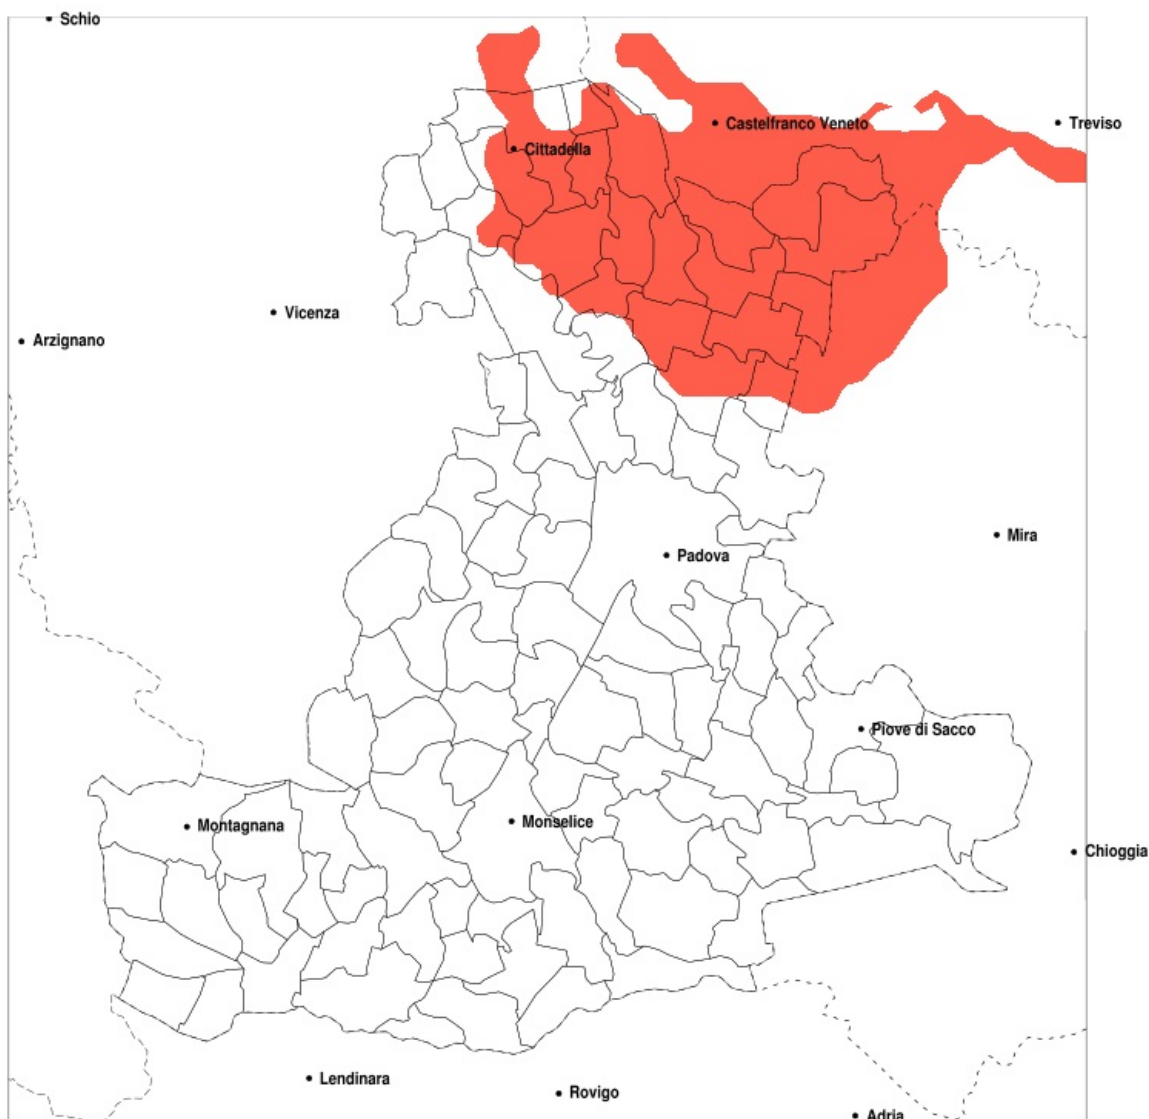 Schio
Castelfranco Veneto
Treviso
Cittadella
Vicenza
Arzignano
Mira
Padova
Piove di Sacco
Montagnana
Monselice
Chioggia
Lendinara
Rovigo
Adria